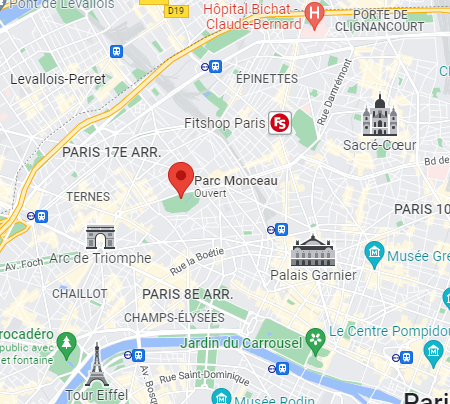 Pont de Levallois
D19
Hôpital Bichat -
Claude-Bernard
H
PORTE DE
CLIGNANCOURT
Levallois-Perret
ÉPINETTES
Rue Damrémont
Fitshop Paris
FS
Sacré-Cœur
PARIS 17E ARR.
Bd de
Parc Monceau
Ouvert
TERNES
PARIS 10
Arc de Triomphe
Av. Foch
Rue la Boétie
Palais Garnier
Musée Gré
CHAILLOT
PARIS 8E ARR.
CHAMPS-ÉLYSÉES
rocadéro
public avec
et fontaine
Jardin du Carrousel
Le Centre Pompidou
Tour Eiffel
Av. Bosq
Rue Saint-Dominique
Musée Rodin
Pari